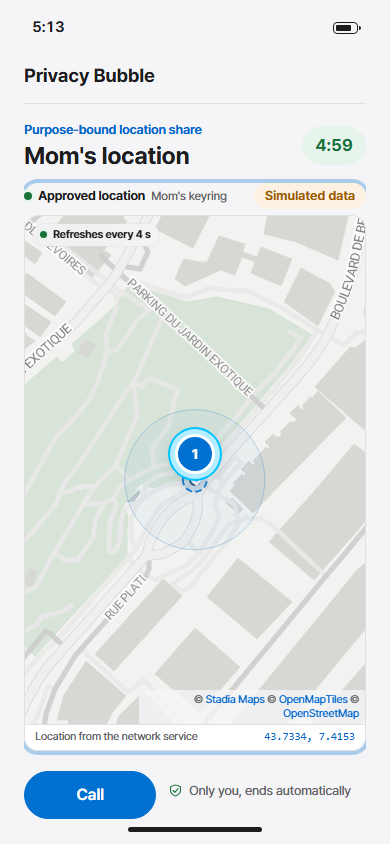 5:13
Privacy Bubble
Purpose-bound location share
Mom's location
4:59
Approved location Mom's keyring
Simulated data
Refreshes every 4 s
EVOIRES
BOULEVARD DE
PARKING DU JARDIN EXOTIQUE
EXOTIQUE
1
RUE PLATI
© Stadia Maps © OpenMapTiles ©
OpenStreetMap
Location from the network service
43.7334, 7.4153
Call
Only you, ends automatically